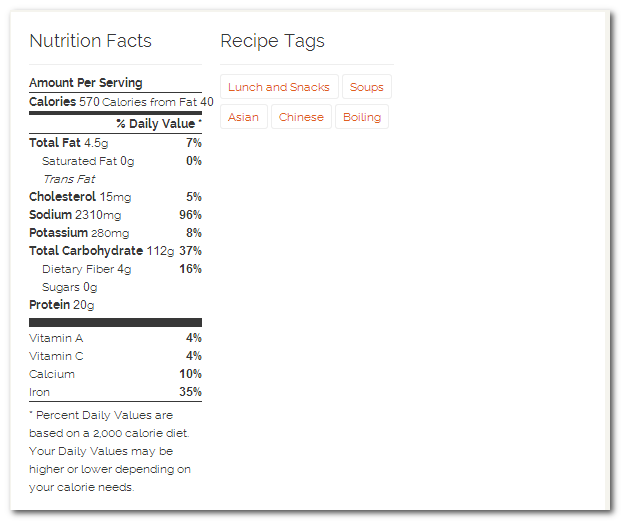 Nutrition Facts
Amount Per Serving
Calories 570 Calories from Fat 40
% Daily Value *
Total Fat 4.5g 7%
Saturated Fat 0g 0%
Trans Fat
Cholesterol 15mg 5%
Sodium 2310mg 96%
Potassium 280mg 8%
Total Carbohydrate 112g 37%
Dietary Fiber 4g 16%
Sugars 0g
Protein 20g
Vitamin A 4%
Vitamin C 4%
Calcium 10%
Iron 35%
* Percent Daily Values are
based on a 2,000 calorie diet.
Your Daily Values may be
higher or lower depending on
your calorie needs.
Recipe Tags
Lunch and Snacks Soups
Asian Chinese Boiling